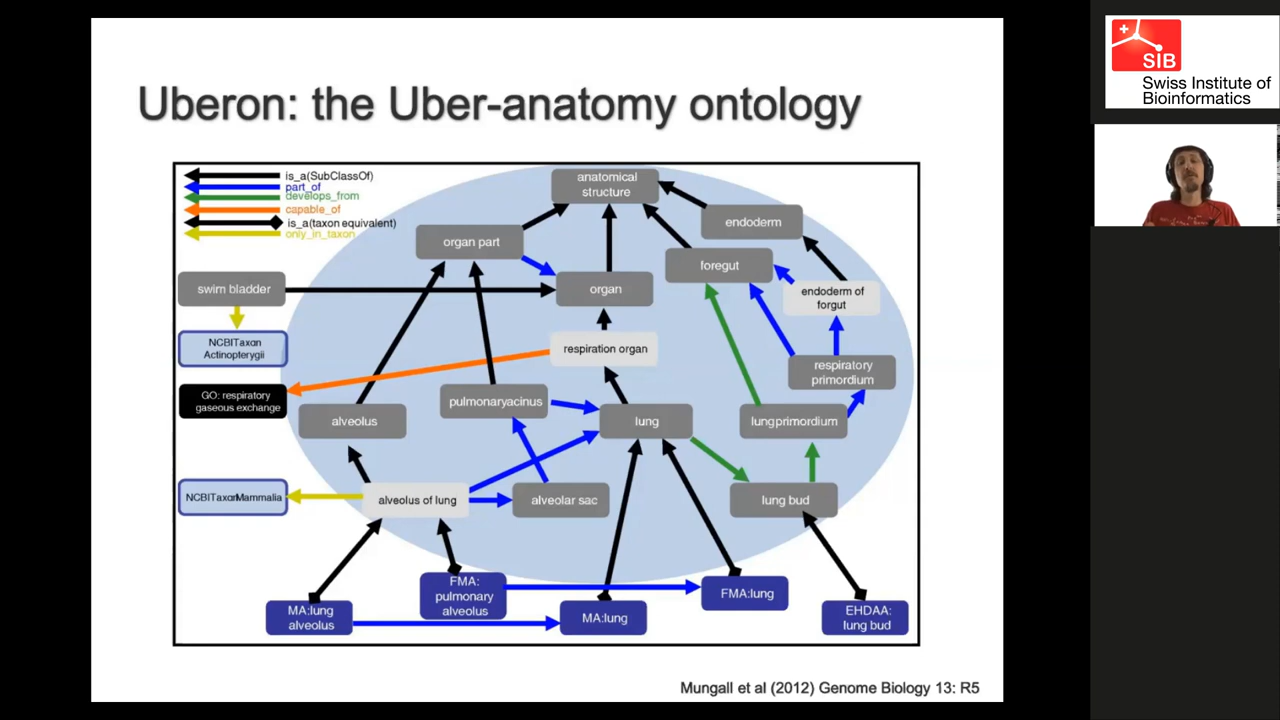 Uberon: the Uber-anatomy ontology
is_a(SubClassOf)
part_of
develops_from
capable_of
is_a(taxon equivalent)
only_in_taxon
anatomical
structure
endoderm
organ part
foregut
swim bladder
organ
endoderm of
forgut
NCBITaxon
Actinopterygii
respiration organ
respiratory
primordium
GO: respiratory
gaseous exchange
pulmonaryacinus
alveolus
lung
lungprimordium
NCBITaxonMammalia
alveolus of lung
alveolar sac
lung bud
FMA:
pulmonary
alveolus
FMA:lung
MA:lung
alveolus
MA:lung
EHDAA:
lung bud
Mungall et al (2012) Genome Biology 13: R5
SIB
Swiss Institute of
Bioinformatics